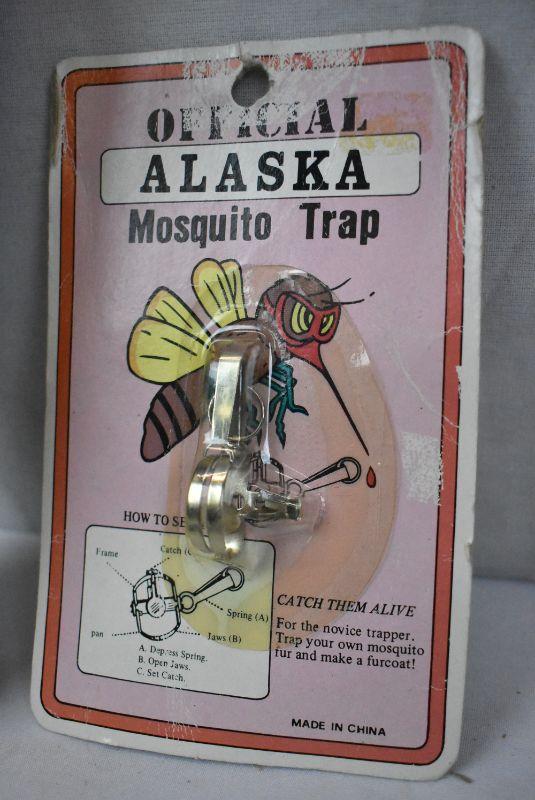 OFFICIAL
ALASKA
Mosquito Trap
HOW TO
Frame
Catch
Spring (A)
pan
Jaws (B)
A. Depress Spring.
B. Open Jaws.
C. Set Catch.
CATCH THEM ALIVE
For the novice trapper.
Trap your own mosquito
fur and make a furcoat!
MADE IN CHINA